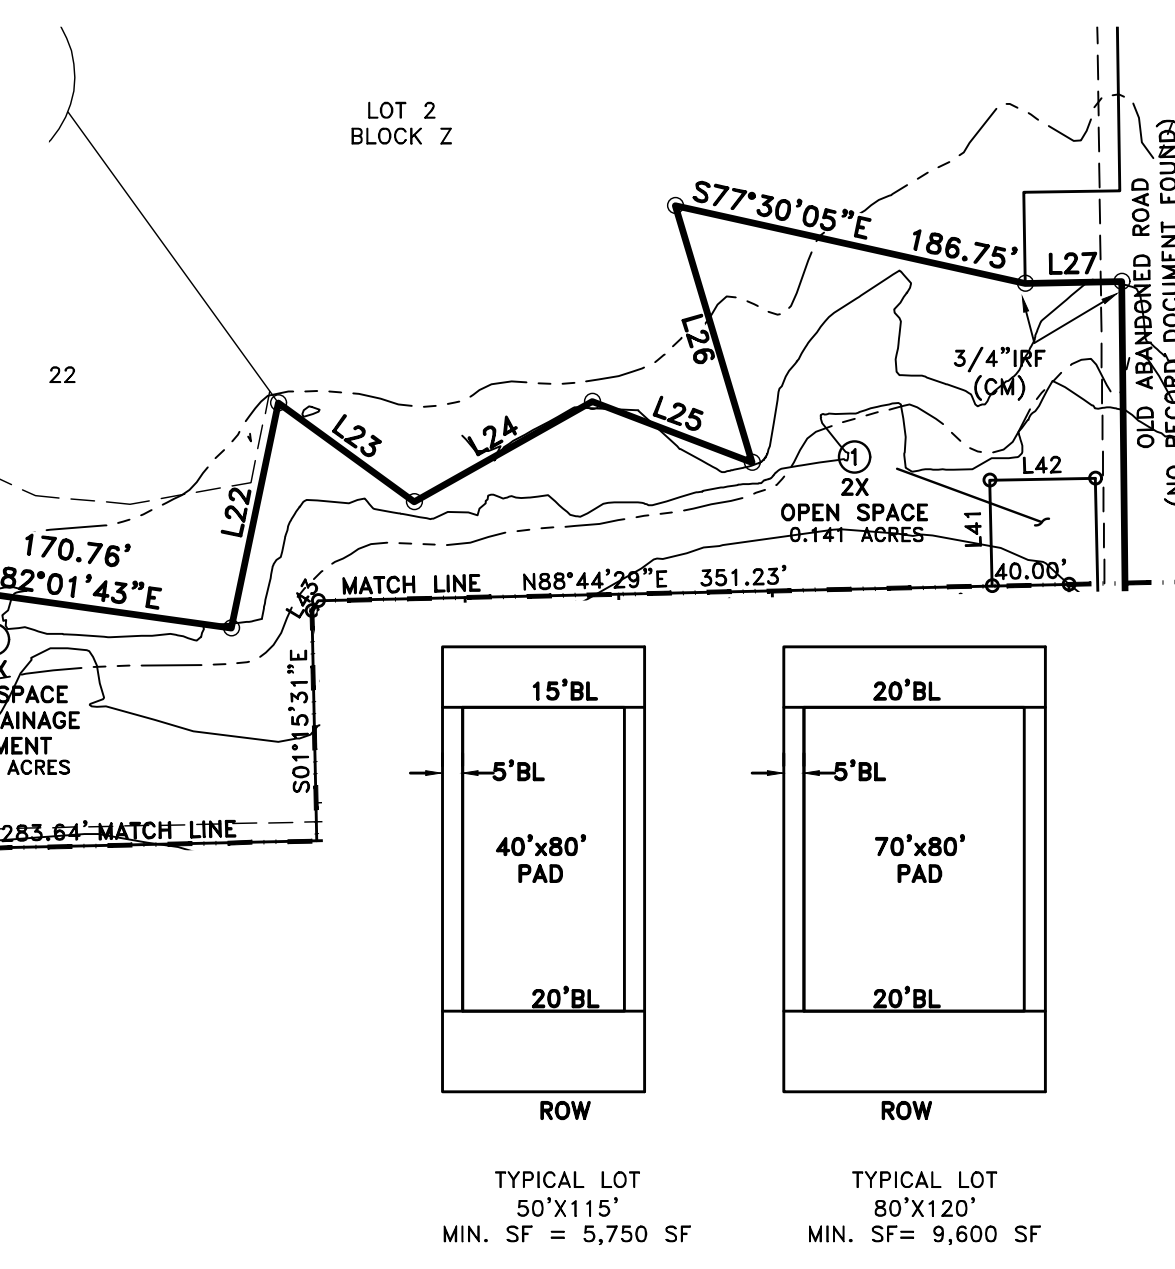 LOT 2
BLOCK Z
S77°30'05"E
186.75'
L27
OLD ABANDONED ROAD
(NO RECORD DOCUMENT FOUND)
L26
3/4"IRF
(CM)
22
L23
L24
L25
L22
1
2X
OPEN SPACE
0.141 ACRES
L42
L41
40.00'
170.76'
82°01'43"E
L43
MATCH LINE N88°44'29"E 351.23'
S01°15'31"E
X
SPACE
AINAGE
MENT
ACRES
283.64' MATCH LINE
15'BL
5'BL
40'x80'
PAD
20'BL
ROW
TYPICAL LOT
50'X115'
MIN. SF = 5,750 SF
20'BL
5'BL
70'x80'
PAD
20'BL
ROW
TYPICAL LOT
80'X120'
MIN. SF= 9,600 SF